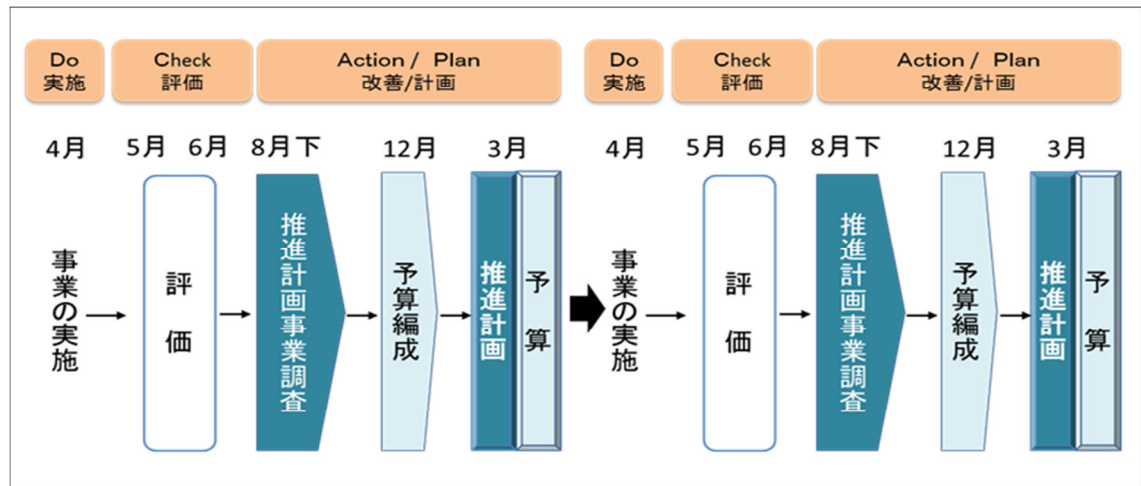 Do
実施
Check
評価
Action / Plan
改善/計画
Do
実施
Check
評価
Action / Plan
改善/計画
4月
5月
6月
8月下
12月
3月
4月
5月
6月
8月下
12月
3月
事業の実施
評価
推進計画事業調査
予算編成
推進計画
予算
事業の実施
評価
推進計画事業調査
予算編成
推進計画
予算